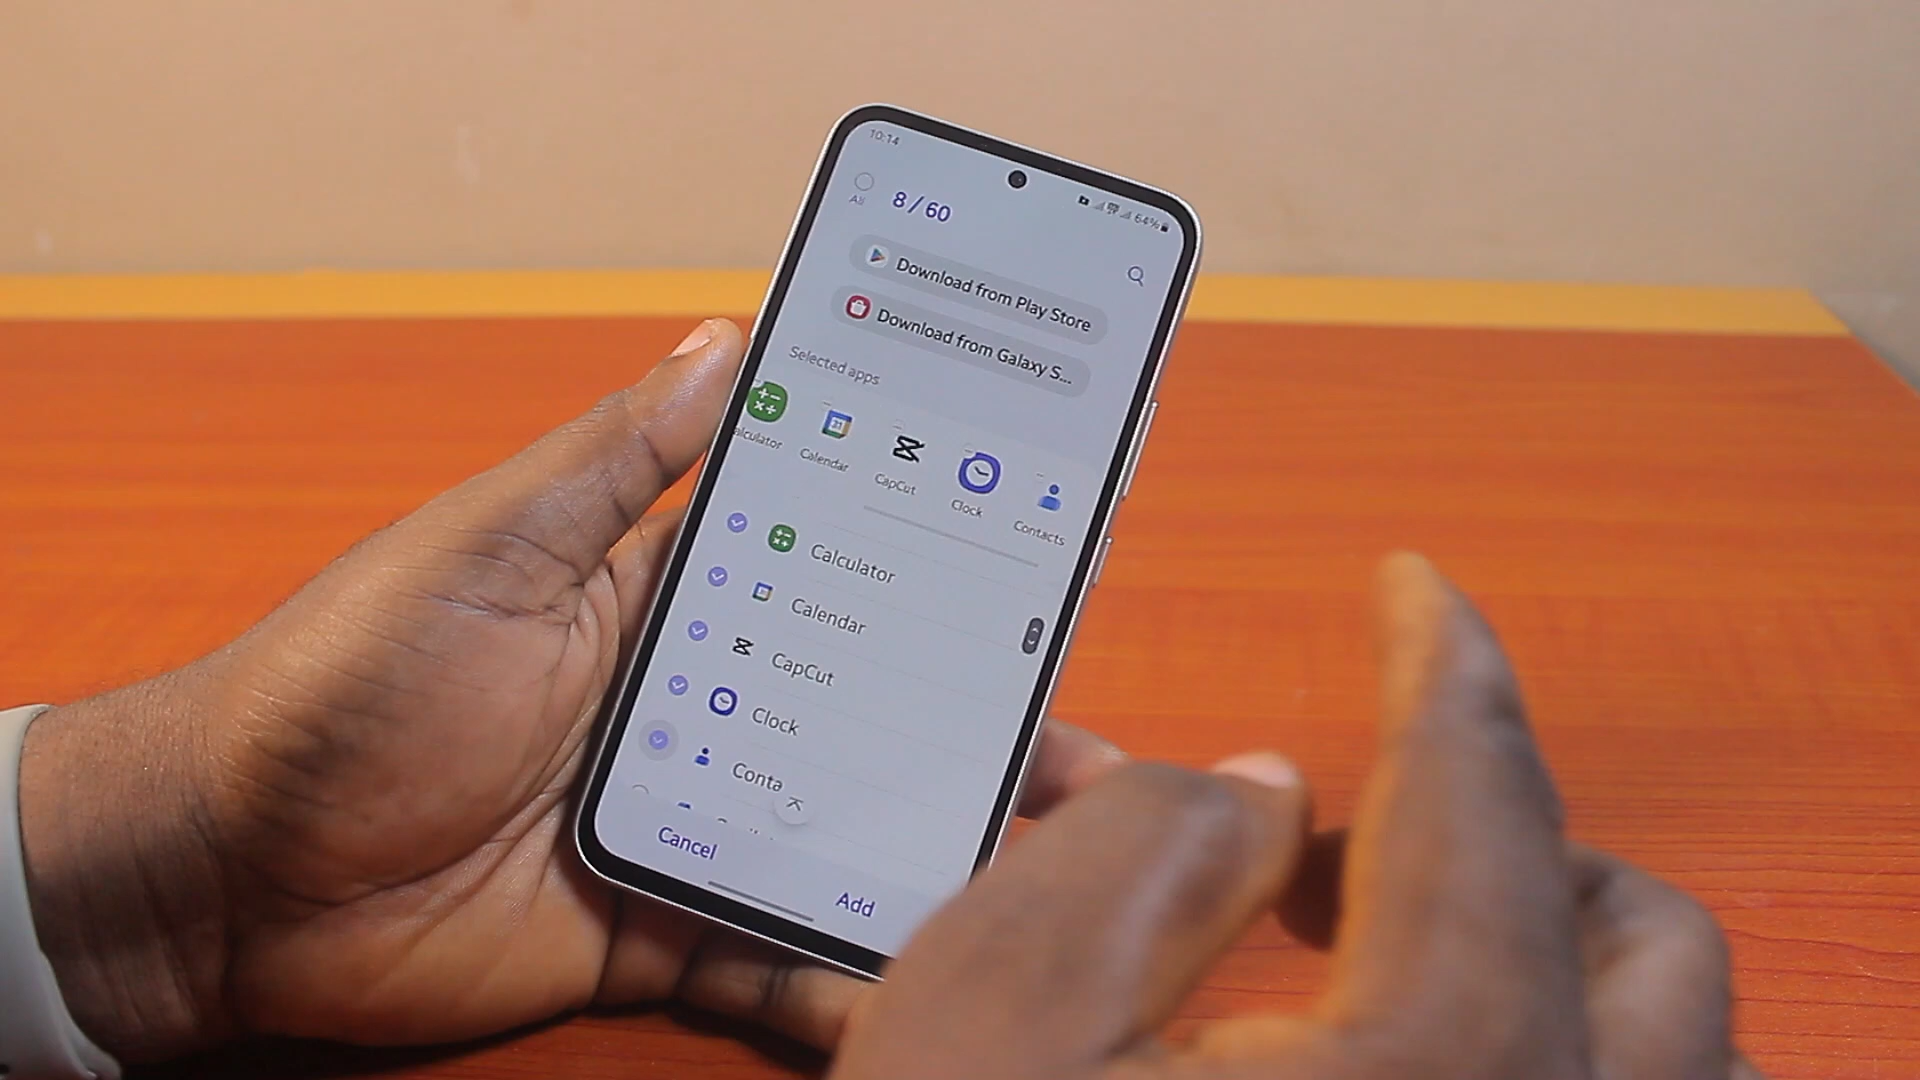 10:14
64%
All
8 / 60
Download from Play Store
Download from Galaxy S...
Selected apps
alculator
Calendar
CapCut
Clock
Contacts
Calculator
Calendar
CapCut
Clock
Conta
Cancel
Add